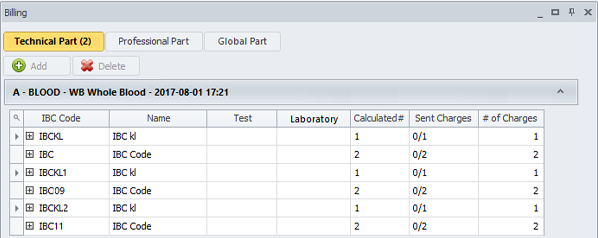 Billing
Technical Part (2) Professional Part Global Part
Add Delete
A - BLOOD - WB Whole Blood - 2017-08-01 17:21
IBC Code Name Test Laboratory Calculated# Sent Charges # of Charges
IBCKL IBC kl 1 0/1 1
IBC IBC Code 2 0/2 2
IBCKL1 IBC kl 1 0/1 1
IBC09 IBC Code 2 0/2 2
IBCKL2 IBC kl 1 0/1 1
IBC11 IBC Code 2 0/2 2